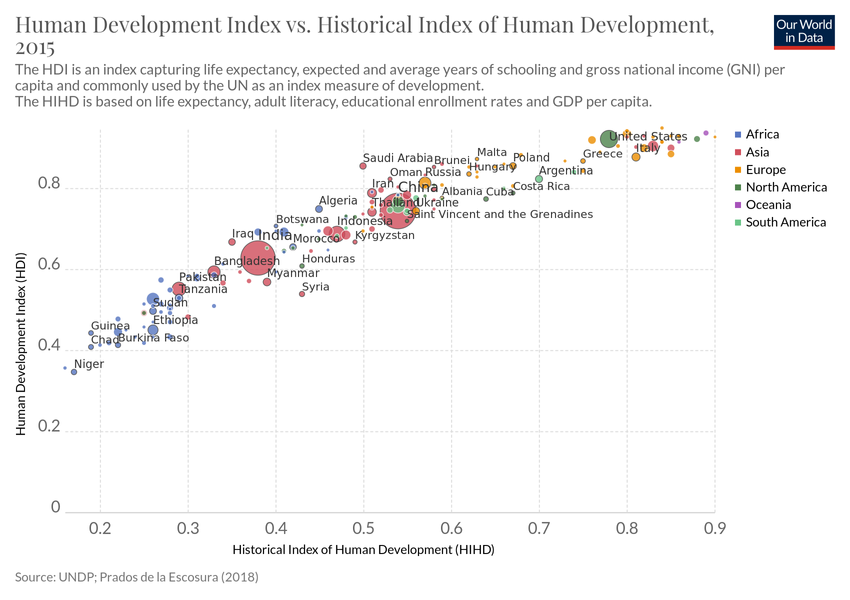 Human Development Index vs. Historical Index of Human Development,
2015
Our World
in Data
The HDI is an index capturing life expectancy, expected and average years of schooling and gross national income (GNI) per
capita and commonly used by the UN as an index measure of development.
The HIHD is based on life expectancy, adult literacy, educational enrollment rates and GDP per capita.
Africa
Asia
Europe
North America
Oceania
South America
United States
Italy
Greece
Malta
Poland
Saudi Arabia
Brunei
Hungary
Oman
Russia
Argentina
Iran
China
Albania
Cuba
Costa Rica
Algeria
Thailand
Ukraine
Saint Vincent and the Grenadines
Botswana
Indonesia
Iraq
India
Morocco
Kyrgyzstan
Bangladesh
Honduras
Pakistan
Myanmar
Tanzania
Syria
Sudan
Guinea
Ethiopia
Chad
Burkina Faso
Niger
0.8
0.6
0.4
0.2
0
0.2
0.3
0.4
0.5
0.6
0.7
0.8
0.9
Human Development Index (HDI)
Historical Index of Human Development (HIHD)
Source: UNDP; Prados de la Escosura (2018)